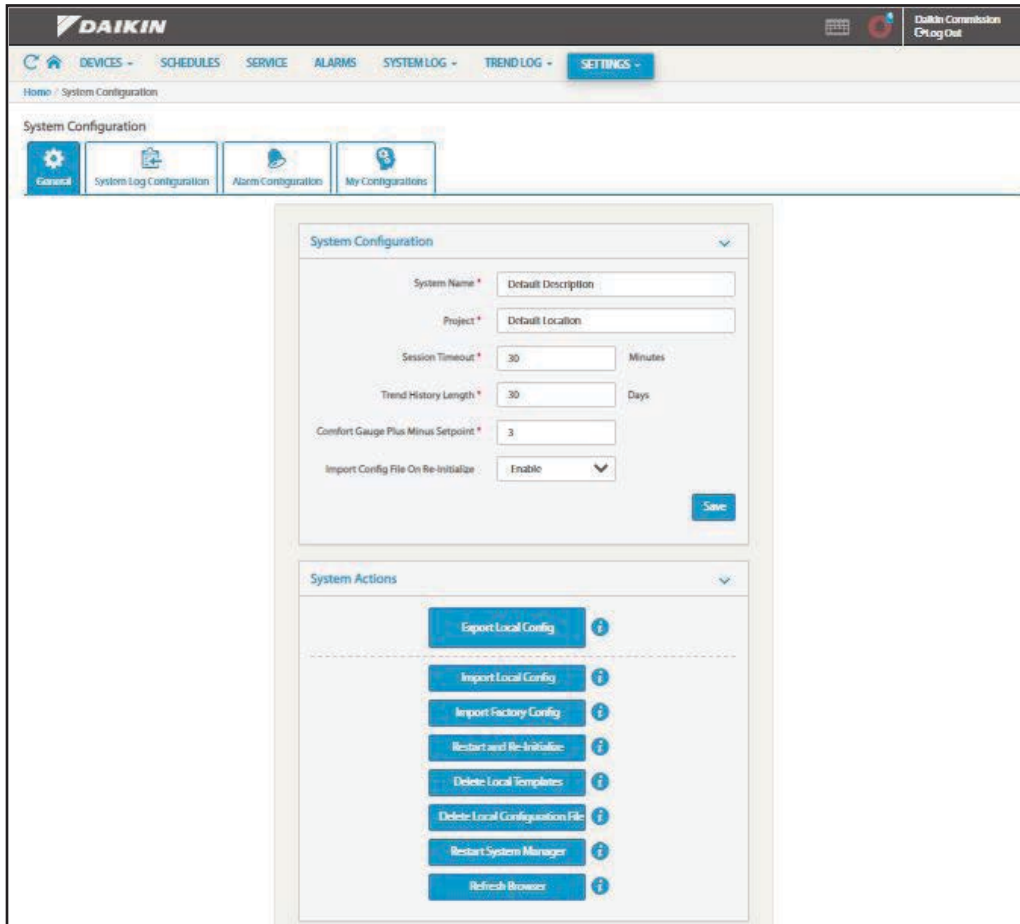 DAIKIN
Daikin Commission
Log Out
DEVICES SCHEDULES SERVICE ALARMS SYSTEM LOG TREND LOG SETTINGS
Home / System Configuration
System Configuration
General System Log Configuration Alarm Configuration My Configurations
System Configuration
System Name * Default Description
Project * Default Location
Session Timeout * 30 Minutes
Trend History Length * 30 Days
Comfort Gauge Plus Minus Setpoint * 3
Import Config File On Re-Initialize Enable
Save
System Actions
Export Local Config
Import Local Config
Import Factory Config
Restart and Re-Initialize
Delete Local Templates
Delete Local Configuration File
Restart System Manager
Refresh Browser